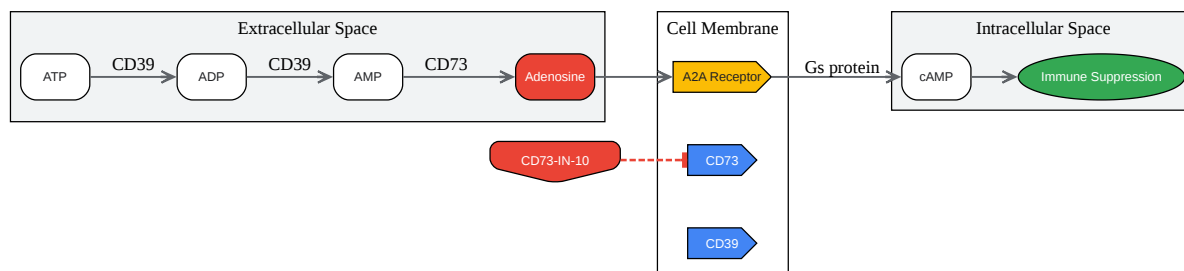 Extracellular Space
Cell Membrane
Intracellular Space
ATP
CD39
ADP
CD39
AMP
CD73
Adenosine
A2A Receptor
Gs protein
cAMP
Immune Suppression
CD73-IN-10
CD73
CD39